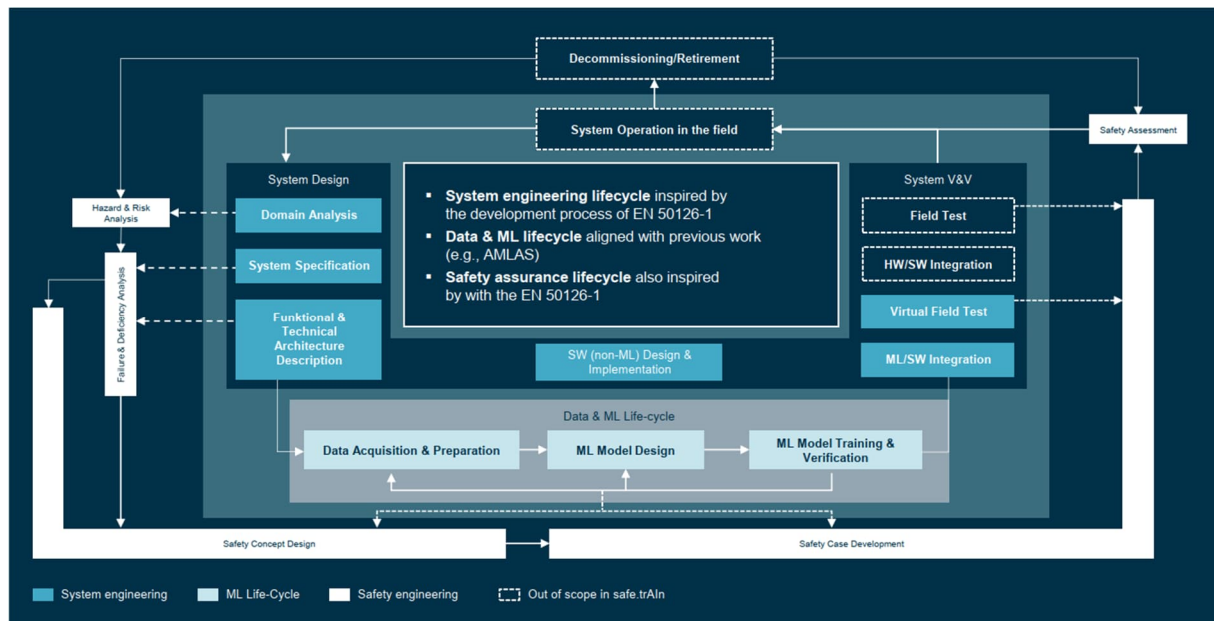 Decommissioning/Retirement
System Operation in the field
Safety Assessment
System Design
System V&V
Hazard & Risk
Analysis
Domain Analysis
System Specification
Funktional &
Technical
Architecture
Description
Failure & Deficiency Analysis
▪ System engineering lifecycle inspired by
the development process of EN 50126-1
▪ Data & ML lifecycle aligned with previous work
(e.g., AMLAS)
▪ Safety assurance lifecycle also inspired
by with the EN 50126-1
Field Test
HW/SW Integration
Virtual Field Test
ML/SW Integration
SW (non-ML) Design &
Implementation
Data & ML Life-cycle
Data Acquisition & Preparation
ML Model Design
ML Model Training &
Verification
Safety Concept Design
Safety Case Development
System engineering
ML Life-Cycle
Safety engineering
Out of scope in safe.trAIn